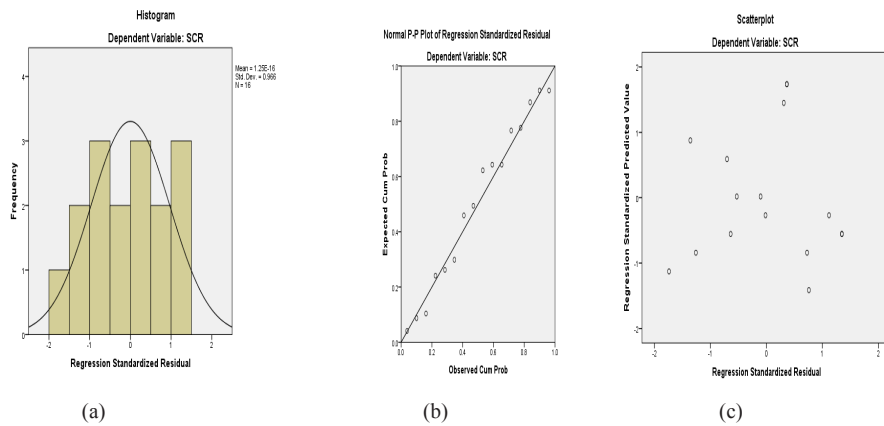 Histogram
Dependent Variable: SCR
Mean = 1.25E-16
Std. Dev. = 0.966
N = 16
Frequency
4
3
2
1
0
-2 -1 0 1 2
Regression Standardized Residual
(a)
Normal P-P Plot of Regression Standardized Residual
Dependent Variable: SCR
Expected Cum Prob
1.0
0.8
0.6
0.4
0.2
0.0
0.0 0.2 0.4 0.6 0.8 1.0
Observed Cum Prob
(b)
Scatterplot
Dependent Variable: SCR
Regression Standardized Predicted Value
2
1
0
-1
-2
-2 -1 0 1 2
Regression Standardized Residual
(c)